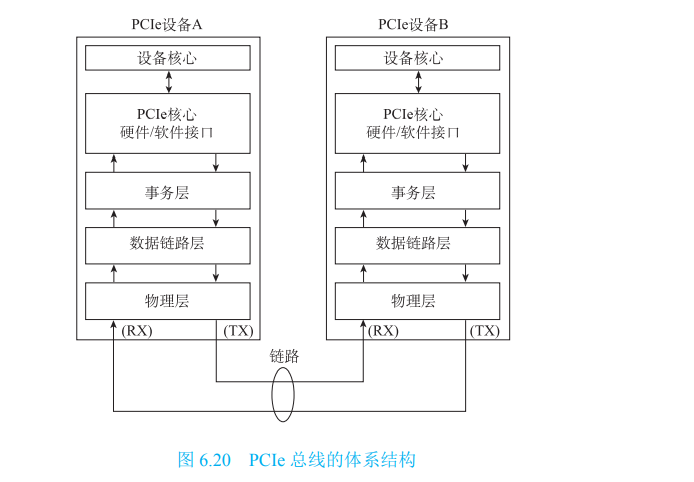 PCIe设备A
设备核心
PCIe核心
硬件/软件接口
事务层
数据链路层
物理层
(RX)
(TX)
PCIe设备B
设备核心
PCIe核心
硬件/软件接口
事务层
数据链路层
物理层
(RX)
(TX)
链路
图 6.20 PCIe 总线的体系结构